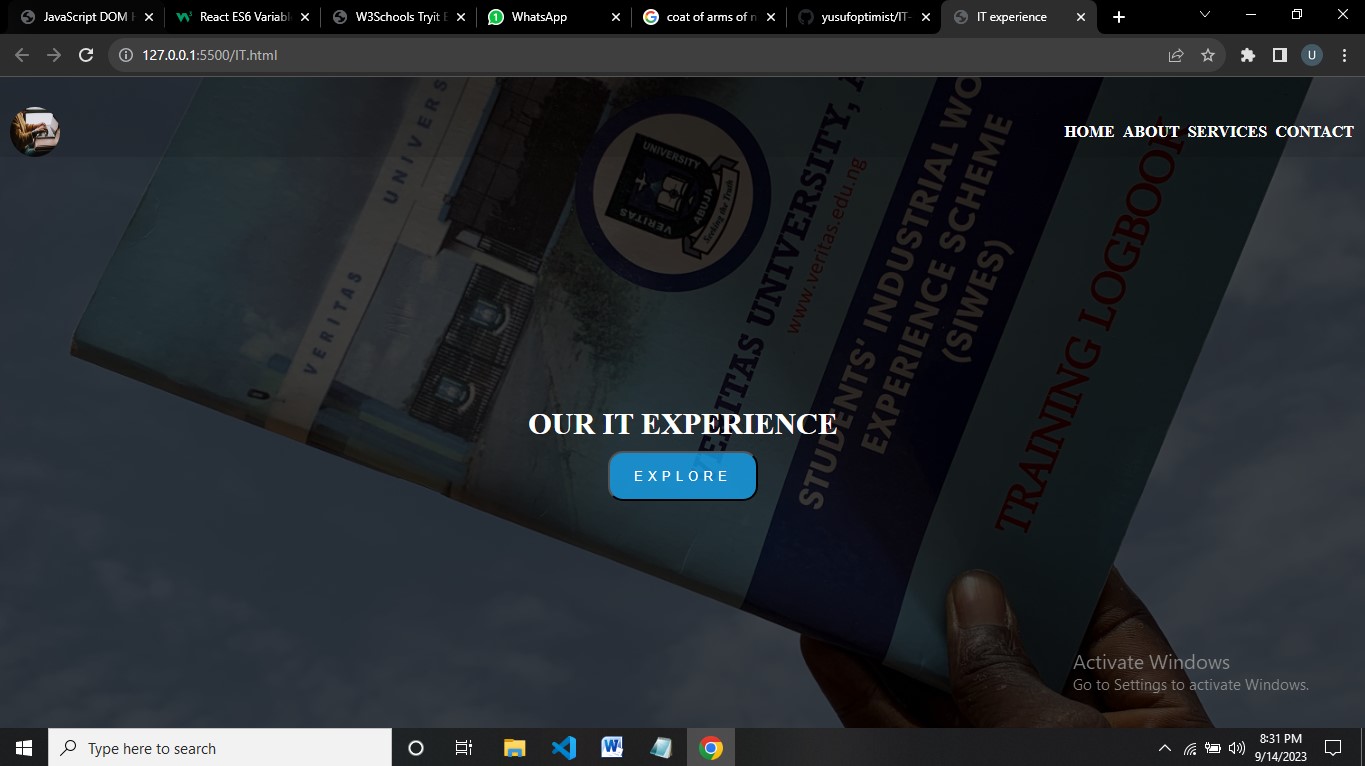 JavaScript DOM H
React ES6 Variabl
W3Schools Tryit E
WhatsApp
coat of arms of n
yusufoptimist/IT-
IT experience
127.0.0.1:5500/IT.html
U
HOME ABOUT SERVICES CONTACT
VERITAS UNIVERS
UNIVERSITY
VERITAS
ABUJA
Seeking the Truth
VERITAS UNIVERSITY, A
www.veritas.edu.ng
STUDENTS' INDUSTRIAL WO
EXPERIENCE SCHEME
(SIWES)
TRAINING LOGBOOK
OUR IT EXPERIENCE
EXPLORE
Activate Windows
Go to Settings to activate Windows.
Type here to search
8:31 PM
9/14/2023